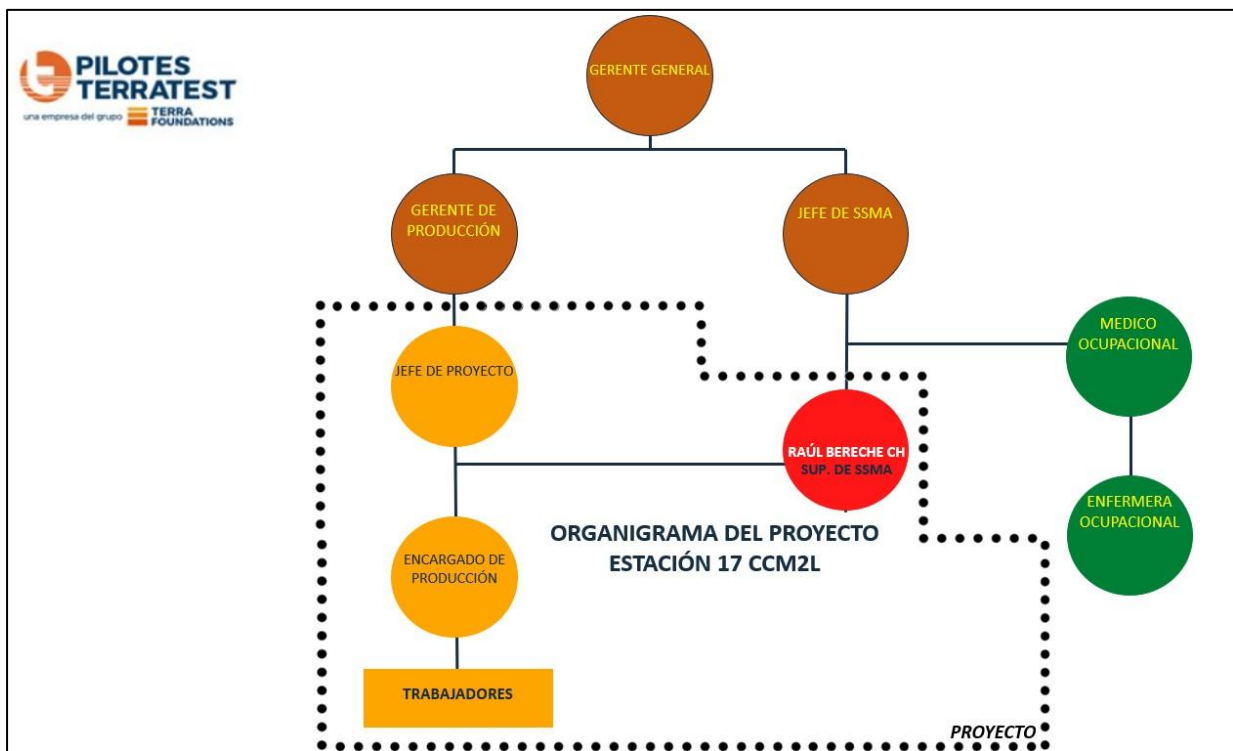 PILOTES
TERRATEST
una empresa del grupo TERRA
FOUNDATIONS
GERENTE GENERAL
GERENTE DE
PRODUCCIÓN
JEFE DE SSMA
MEDICO
OCUPACIONAL
JEFE DE PROYECTO
RAÚL BERECHE CH
SUP. DE SSMA
ENFERMERA
OCUPACIONAL
ORGANIGRAMA DEL PROYECTO
ESTACIÓN 17 CCM2L
ENCARGADO DE
PRODUCCIÓN
TRABAJADORES
PROYECTO